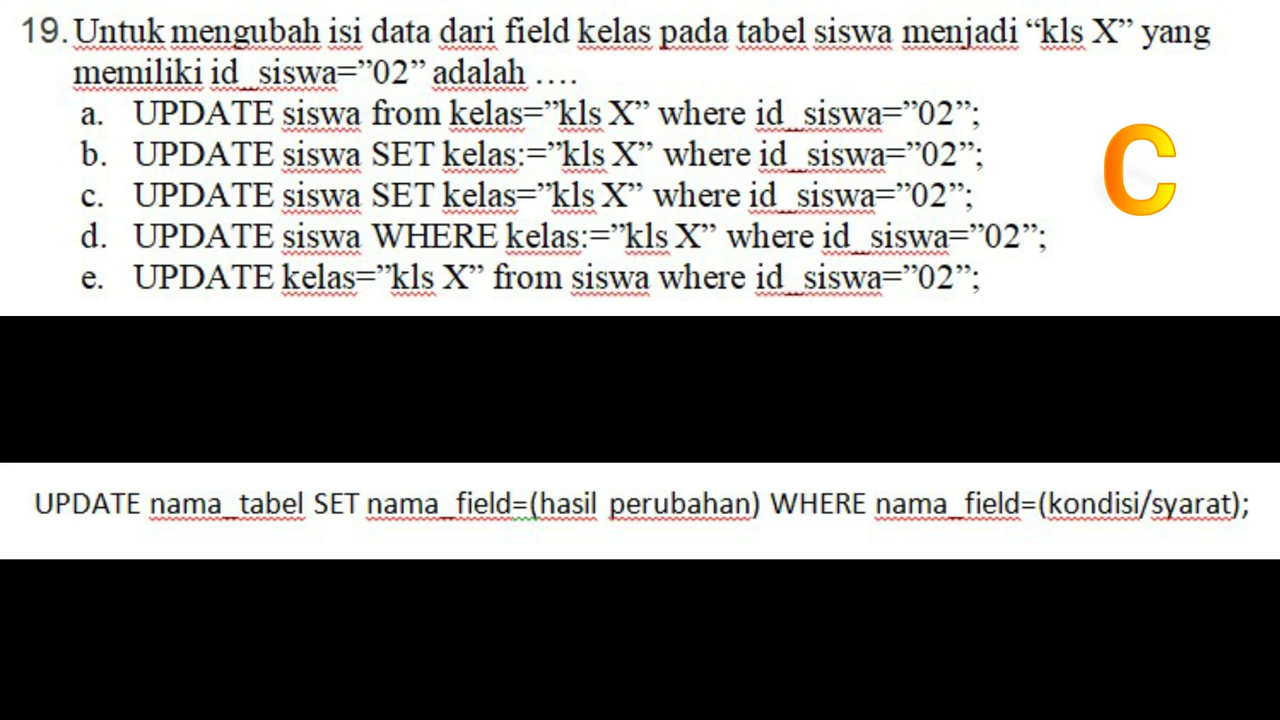 19. Untuk mengubah isi data dari field kelas pada tabel siswa menjadi “kls X” yang
memiliki id_siswa=”02” adalah ….
a. UPDATE siswa from kelas=”kls X” where id_siswa=”02”;
b. UPDATE siswa SET kelas:=”kls X” where id_siswa=”02”;
c. UPDATE siswa SET kelas=”kls X” where id_siswa=”02”;
d. UPDATE siswa WHERE kelas:=”kls X” where id_siswa=”02”;
e. UPDATE kelas=”kls X” from siswa where id_siswa=”02”;
C
UPDATE nama_tabel SET nama_field=(hasil perubahan) WHERE nama_field=(kondisi/syarat);